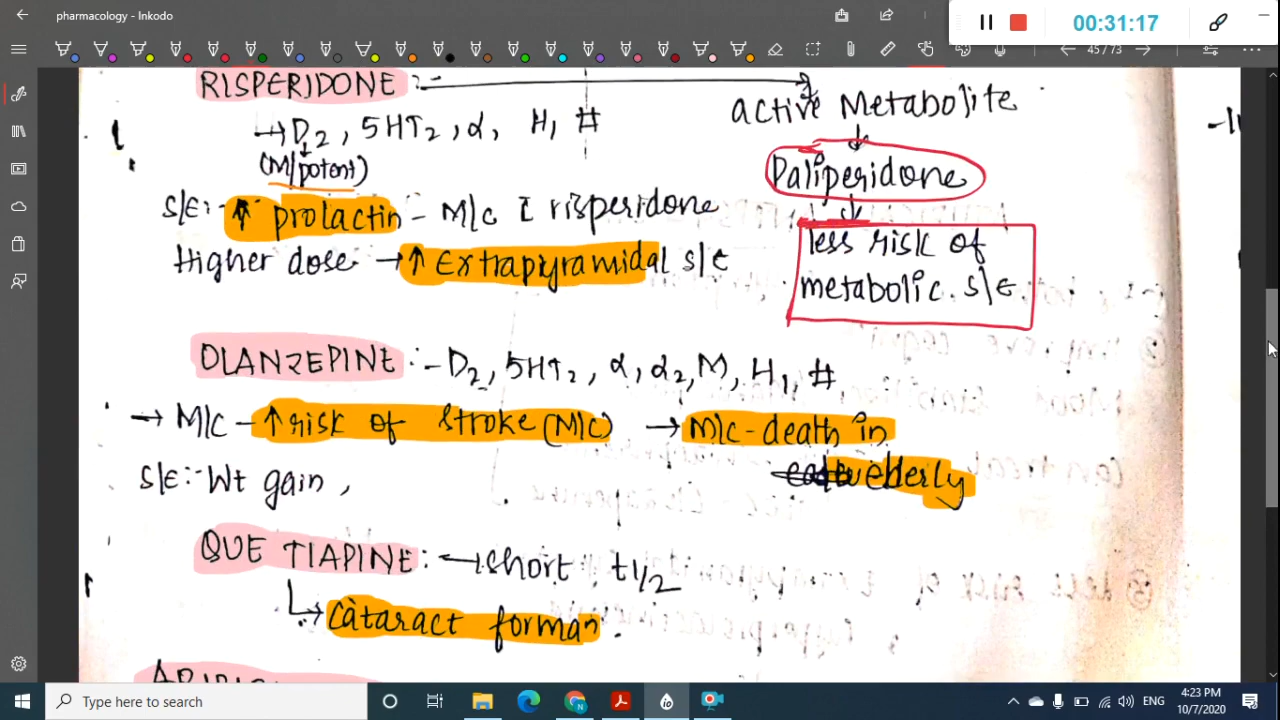 pharmacology - Inkodo
00:31:17
45 / 73
RISPERIDONE :-
→ D2, 5HT2, α, H1 #
(M/potent)
active Metabolite
Paliperidone
less risk of
metabolic. S/E
S/E:- ↑ prolactin - M/c c risperidone
Higher dose → ↑ Extrapyramidal S/E
OLANZEPINE :- D2, 5HT2, α1 α2, M, H1, #
→ M/C - ↑ risk of stroke (M/C) → M/c - death in
elderly
S/E:- Wt gain,
QUETIAPINE : → short t1/2
↳ cataract forman.
Type here to search
ENG
4:23 PM
10/7/2020